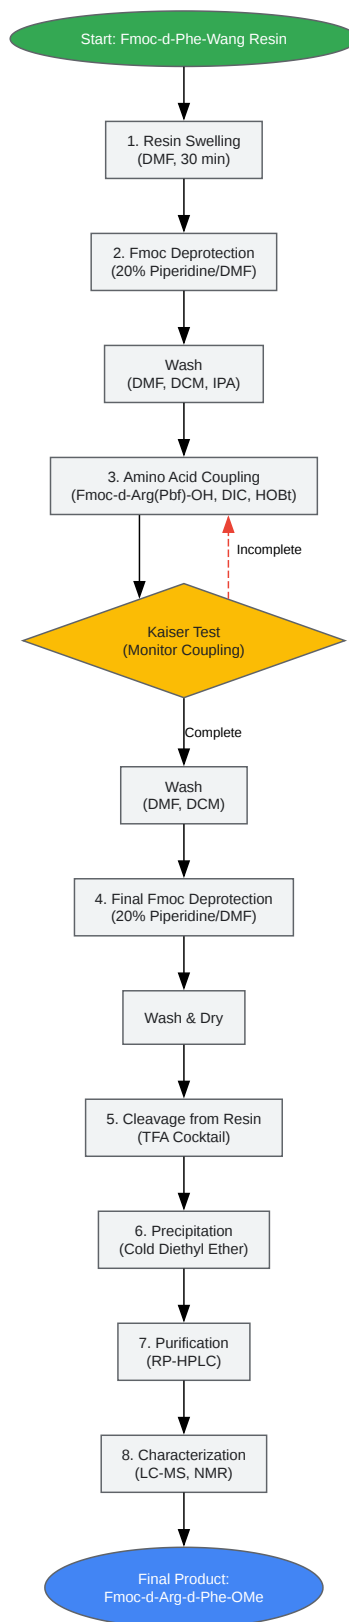 Start: Fmoc-d-Phe-Wang Resin
1. Resin Swelling
(DMF, 30 min)
2. Fmoc Deprotection
(20% Piperidine/DMF)
Wash
(DMF, DCM, IPA)
3. Amino Acid Coupling
(Fmoc-d-Arg(Pbf)-OH, DIC, HOBt)
Incomplete
Kaiser Test
(Monitor Coupling)
Complete
Wash
(DMF, DCM)
4. Final Fmoc Deprotection
(20% Piperidine/DMF)
Wash & Dry
5. Cleavage from Resin
(TFA Cocktail)
6. Precipitation
(Cold Diethyl Ether)
7. Purification
(RP-HPLC)
8. Characterization
(LC-MS, NMR)
Final Product:
Fmoc-d-Arg-d-Phe-OMe